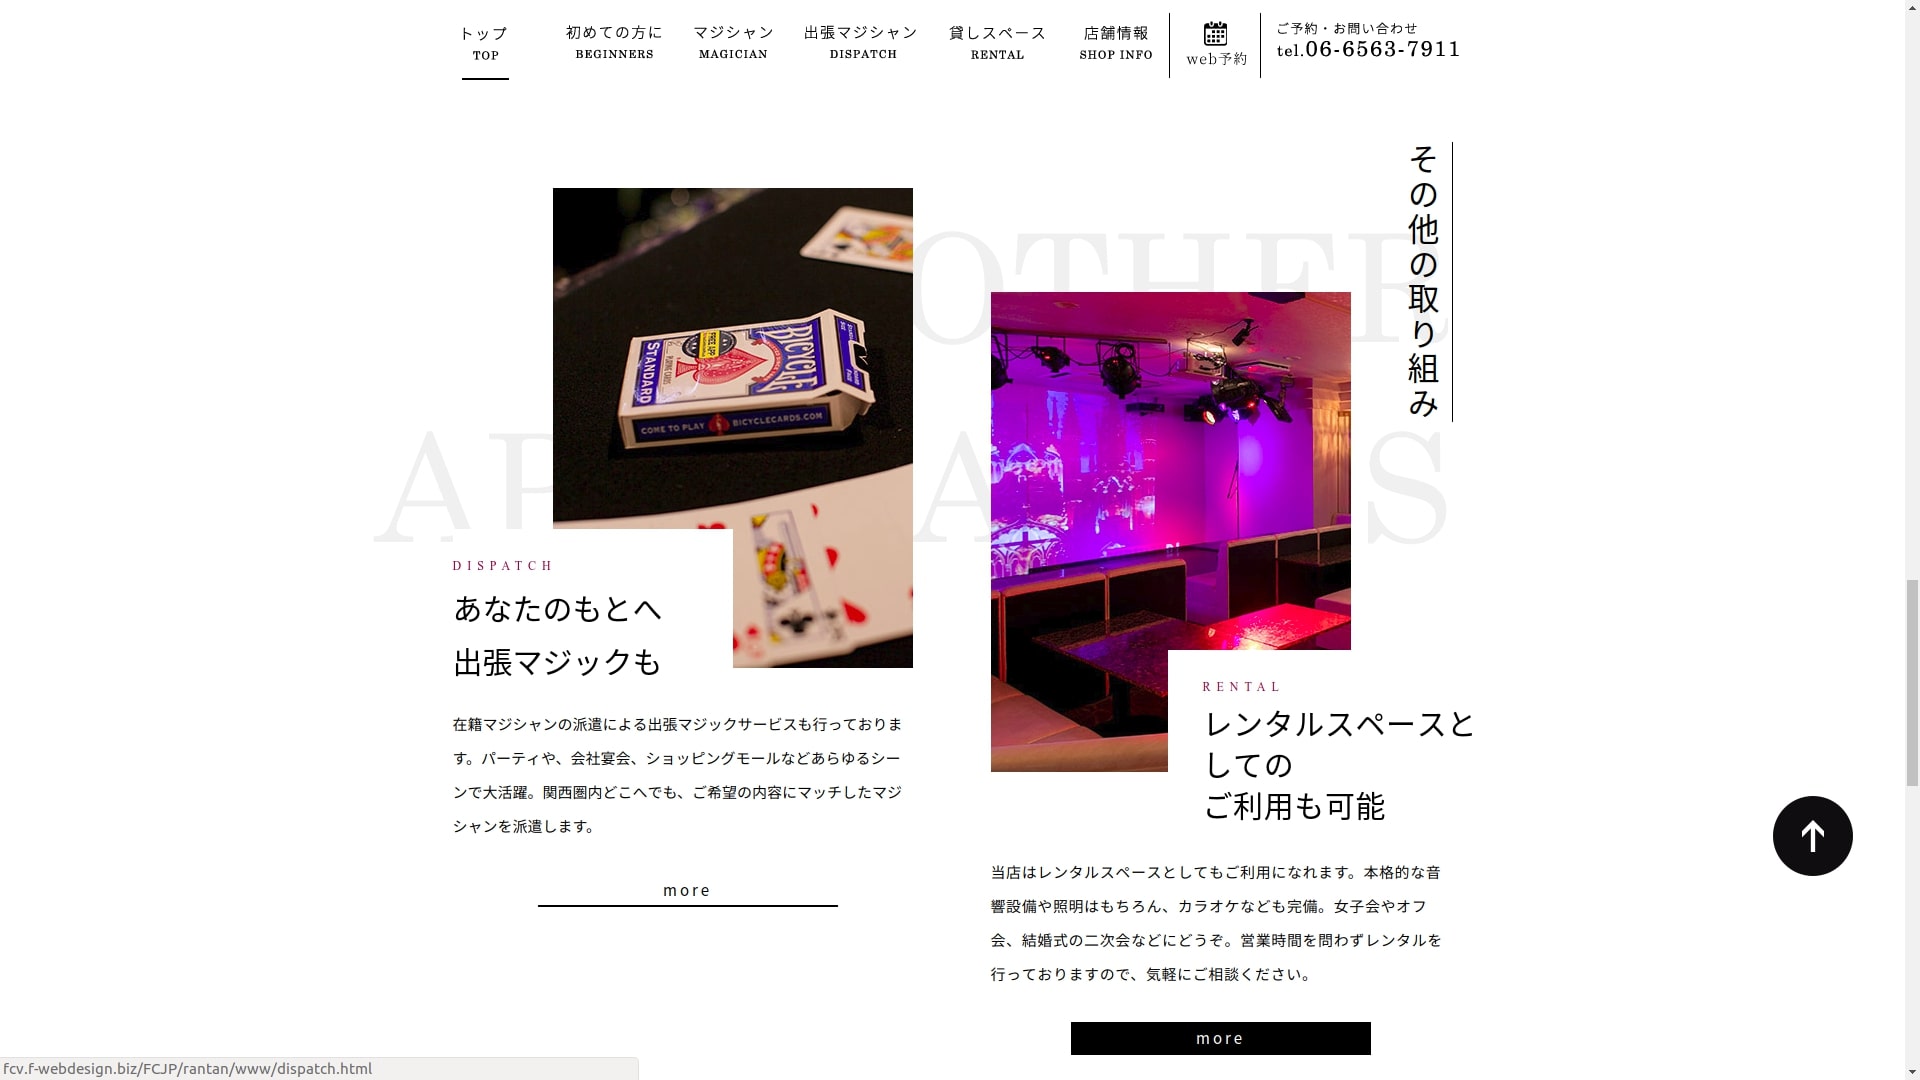 トップ
TOP
初めての方に
BEGINNERS
マジシャン
MAGICIAN
出張マジシャン
DISPATCH
貸しスペース
RENTAL
店舗情報
SHOP INFO
web予約
ご予約・お問い合わせ
tel.06-6563-7911
その他の取り組み
OTHER
BICYCLE
STANDARD
COME TO PLAY BICYCLECARDS.COM
DISPATCH
あなたのもとへ
出張マジックも
在籍マジシャンの派遣による出張マジックサービスも行っておりま
す。パーティや、会社宴会、ショッピングモールなどあらゆるシー
ンで大活躍。関西圏内どこへでも、ご希望の内容にマッチしたマジ
シャンを派遣します。
more
RENTAL
レンタルスペースと
しての
ご利用も可能
当店はレンタルスペースとしてもご利用になれます。本格的な音
響設備や照明はもちろん、カラオケなども完備。女子会やオフ
会、結婚式の二次会などにどうぞ。営業時間を問わずレンタルを
行っておりますので、気軽にご相談ください。
more
fcv.f-webdesign.biz/FCJP/rantan/www/dispatch.html